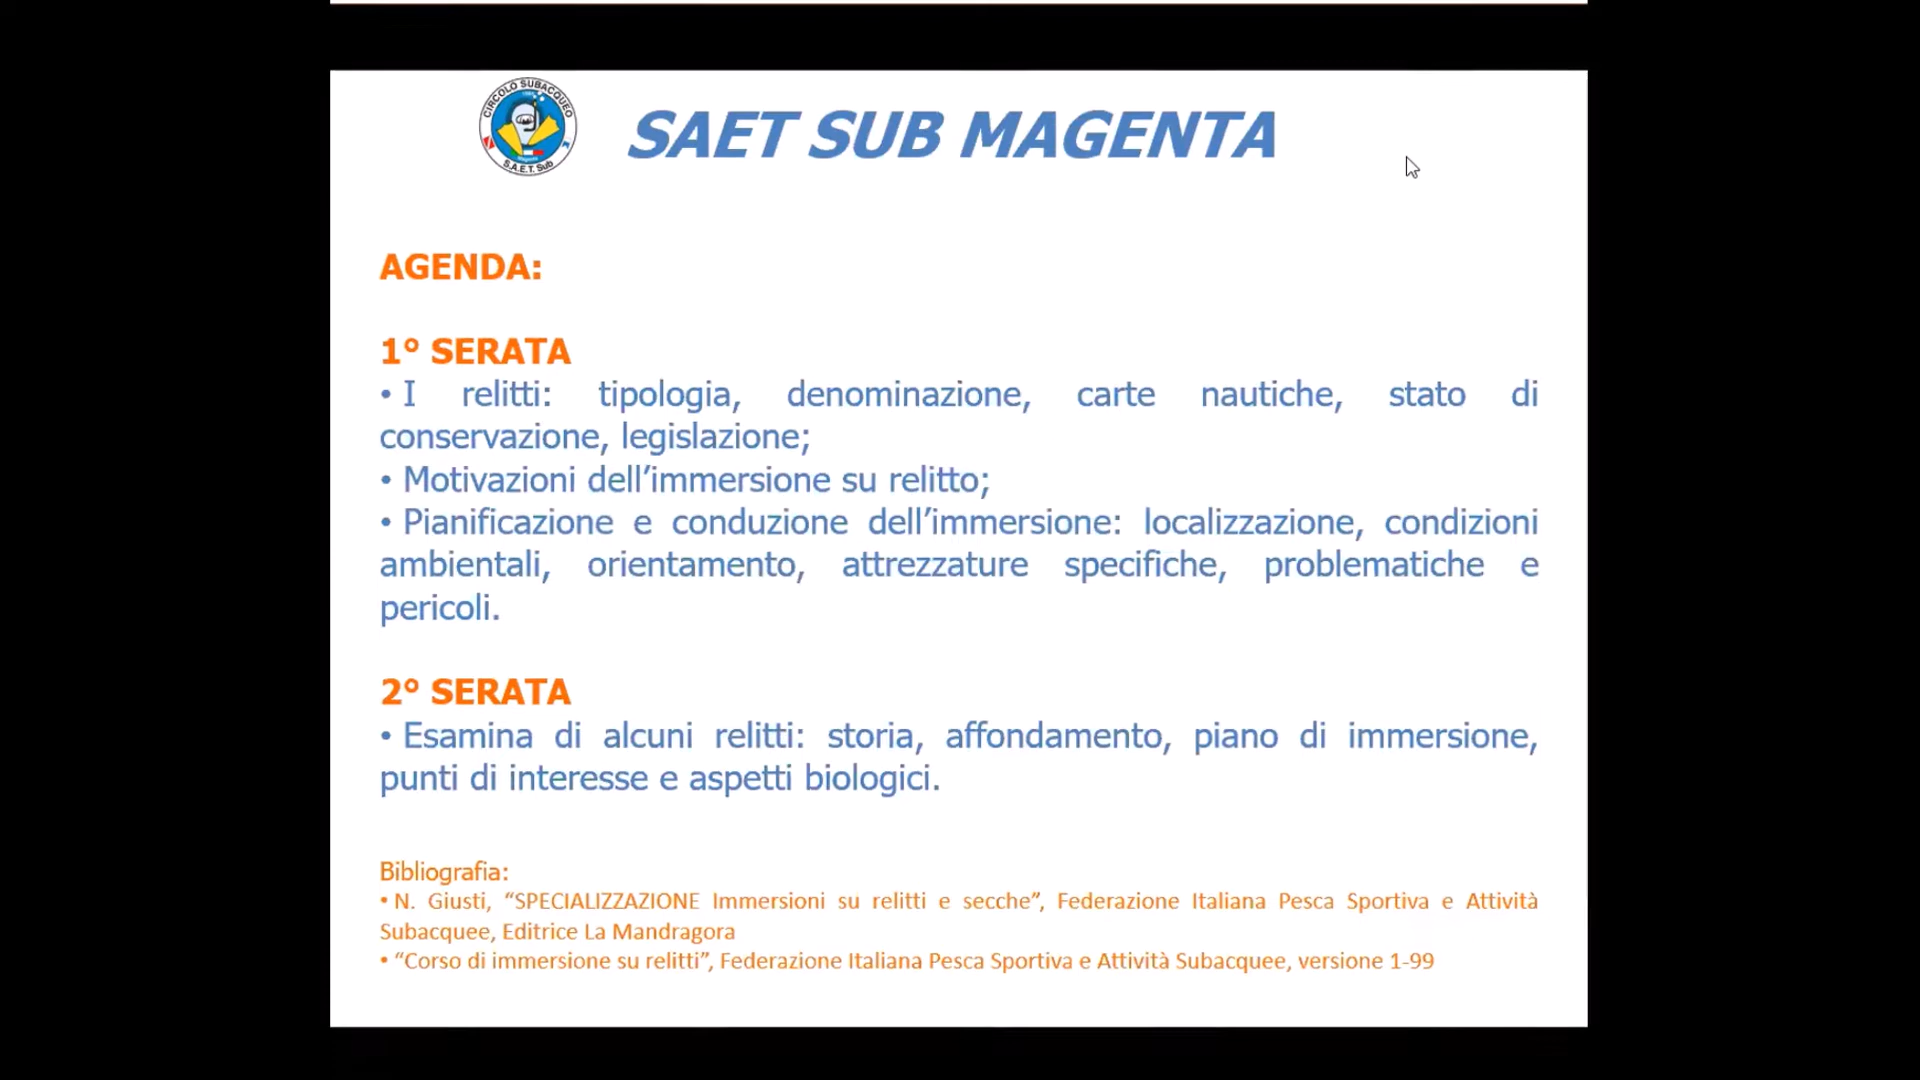 CIRCOLO SUBACQUEO
S.A.E.T. Sub
SAET SUB MAGENTA
AGENDA:
1° SERATA
• I relitti: tipologia, denominazione, carte nautiche, stato di
conservazione, legislazione;
• Motivazioni dell’immersione su relitto;
• Pianificazione e conduzione dell’immersione: localizzazione, condizioni
ambientali, orientamento, attrezzature specifiche, problematiche e
pericoli.
2° SERATA
• Esamina di alcuni relitti: storia, affondamento, piano di immersione,
punti di interesse e aspetti biologici.
Bibliografia:
• N. Giusti, “SPECIALIZZAZIONE Immersioni su relitti e secche”, Federazione Italiana Pesca Sportiva e Attività
Subacquee, Editrice La Mandragora
• “Corso di immersione su relitti”, Federazione Italiana Pesca Sportiva e Attività Subacquee, versione 1-99